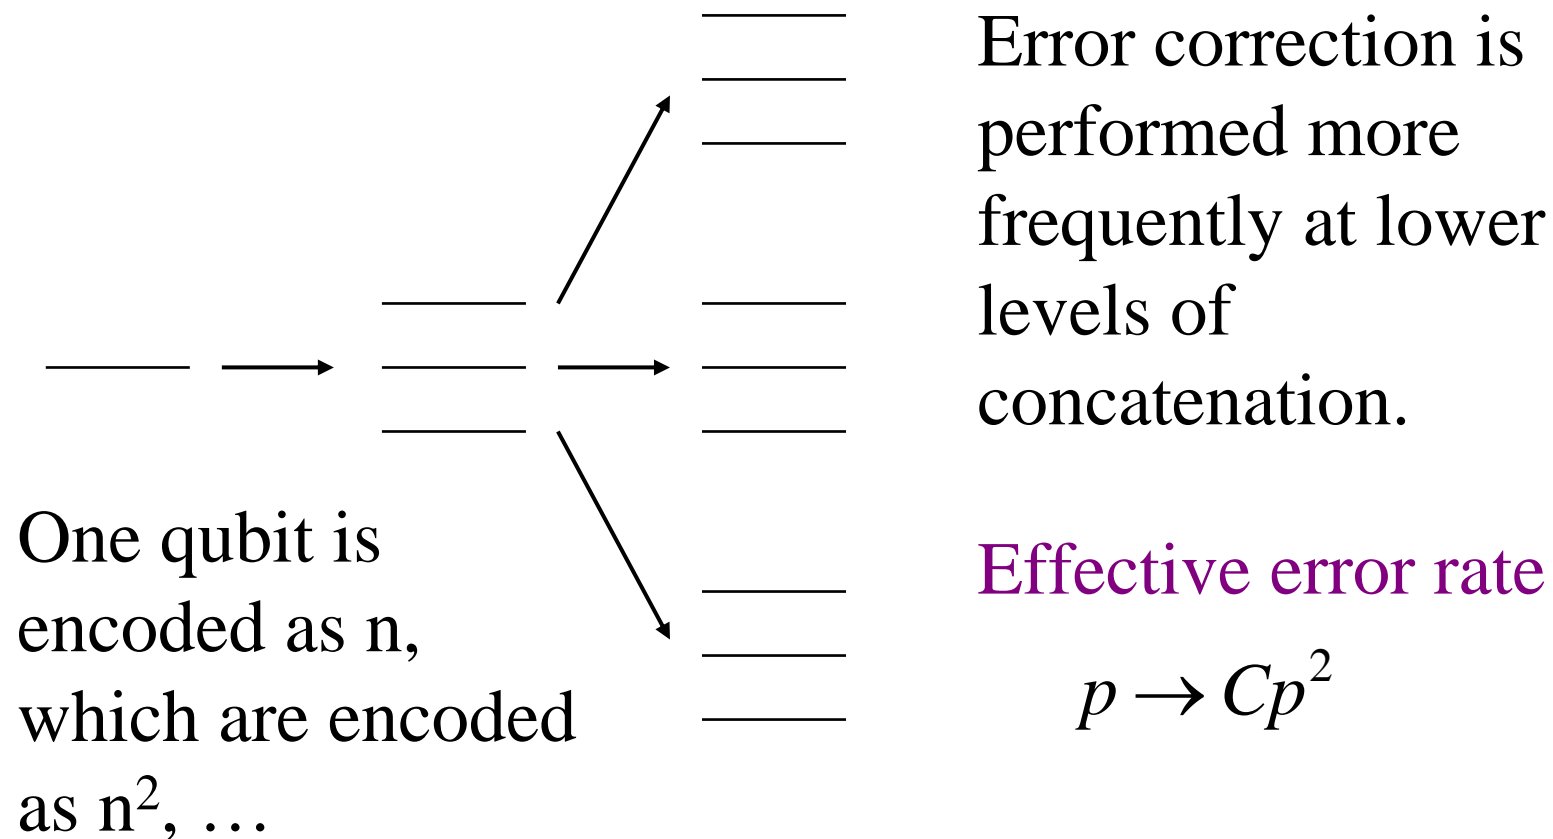 Error correction is
performed more
frequently at lower
levels of
concatenation.
One qubit is
encoded as n,
which are encoded
as n², …
Effective error rate
p → Cp²